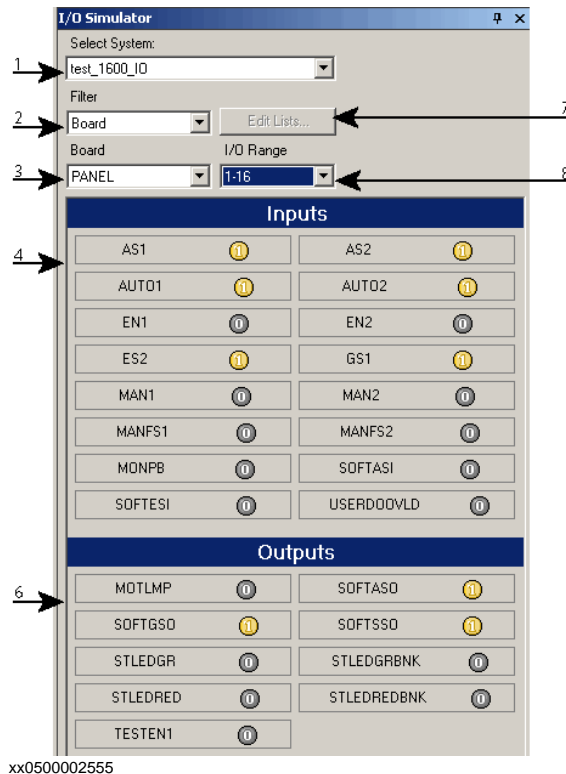 I/O Simulator
Select System:
1 test_1600_IO
Filter
2 Board Edit Lists... 7
Board I/O Range
3 PANEL 1-16 8
Inputs
4 AS1 1 AS2 1
AUTO1 1 AUTO2 1
EN1 0 EN2 0
ES2 1 GS1 1
MAN1 0 MAN2 0
MANFS1 0 MANFS2 0
MONPB 0 SOFTASI 0
SOFTESI 0 USERDOOVLD 0
Outputs
6 MOTLMP 0 SOFTASO 1
SOFTGSO 1 SOFTSSO 1
STLEDGR 0 STLEDGRBNK 0
STLEDRED 0 STLEDREDBNK 0
TESTEN1 0
xx0500002555